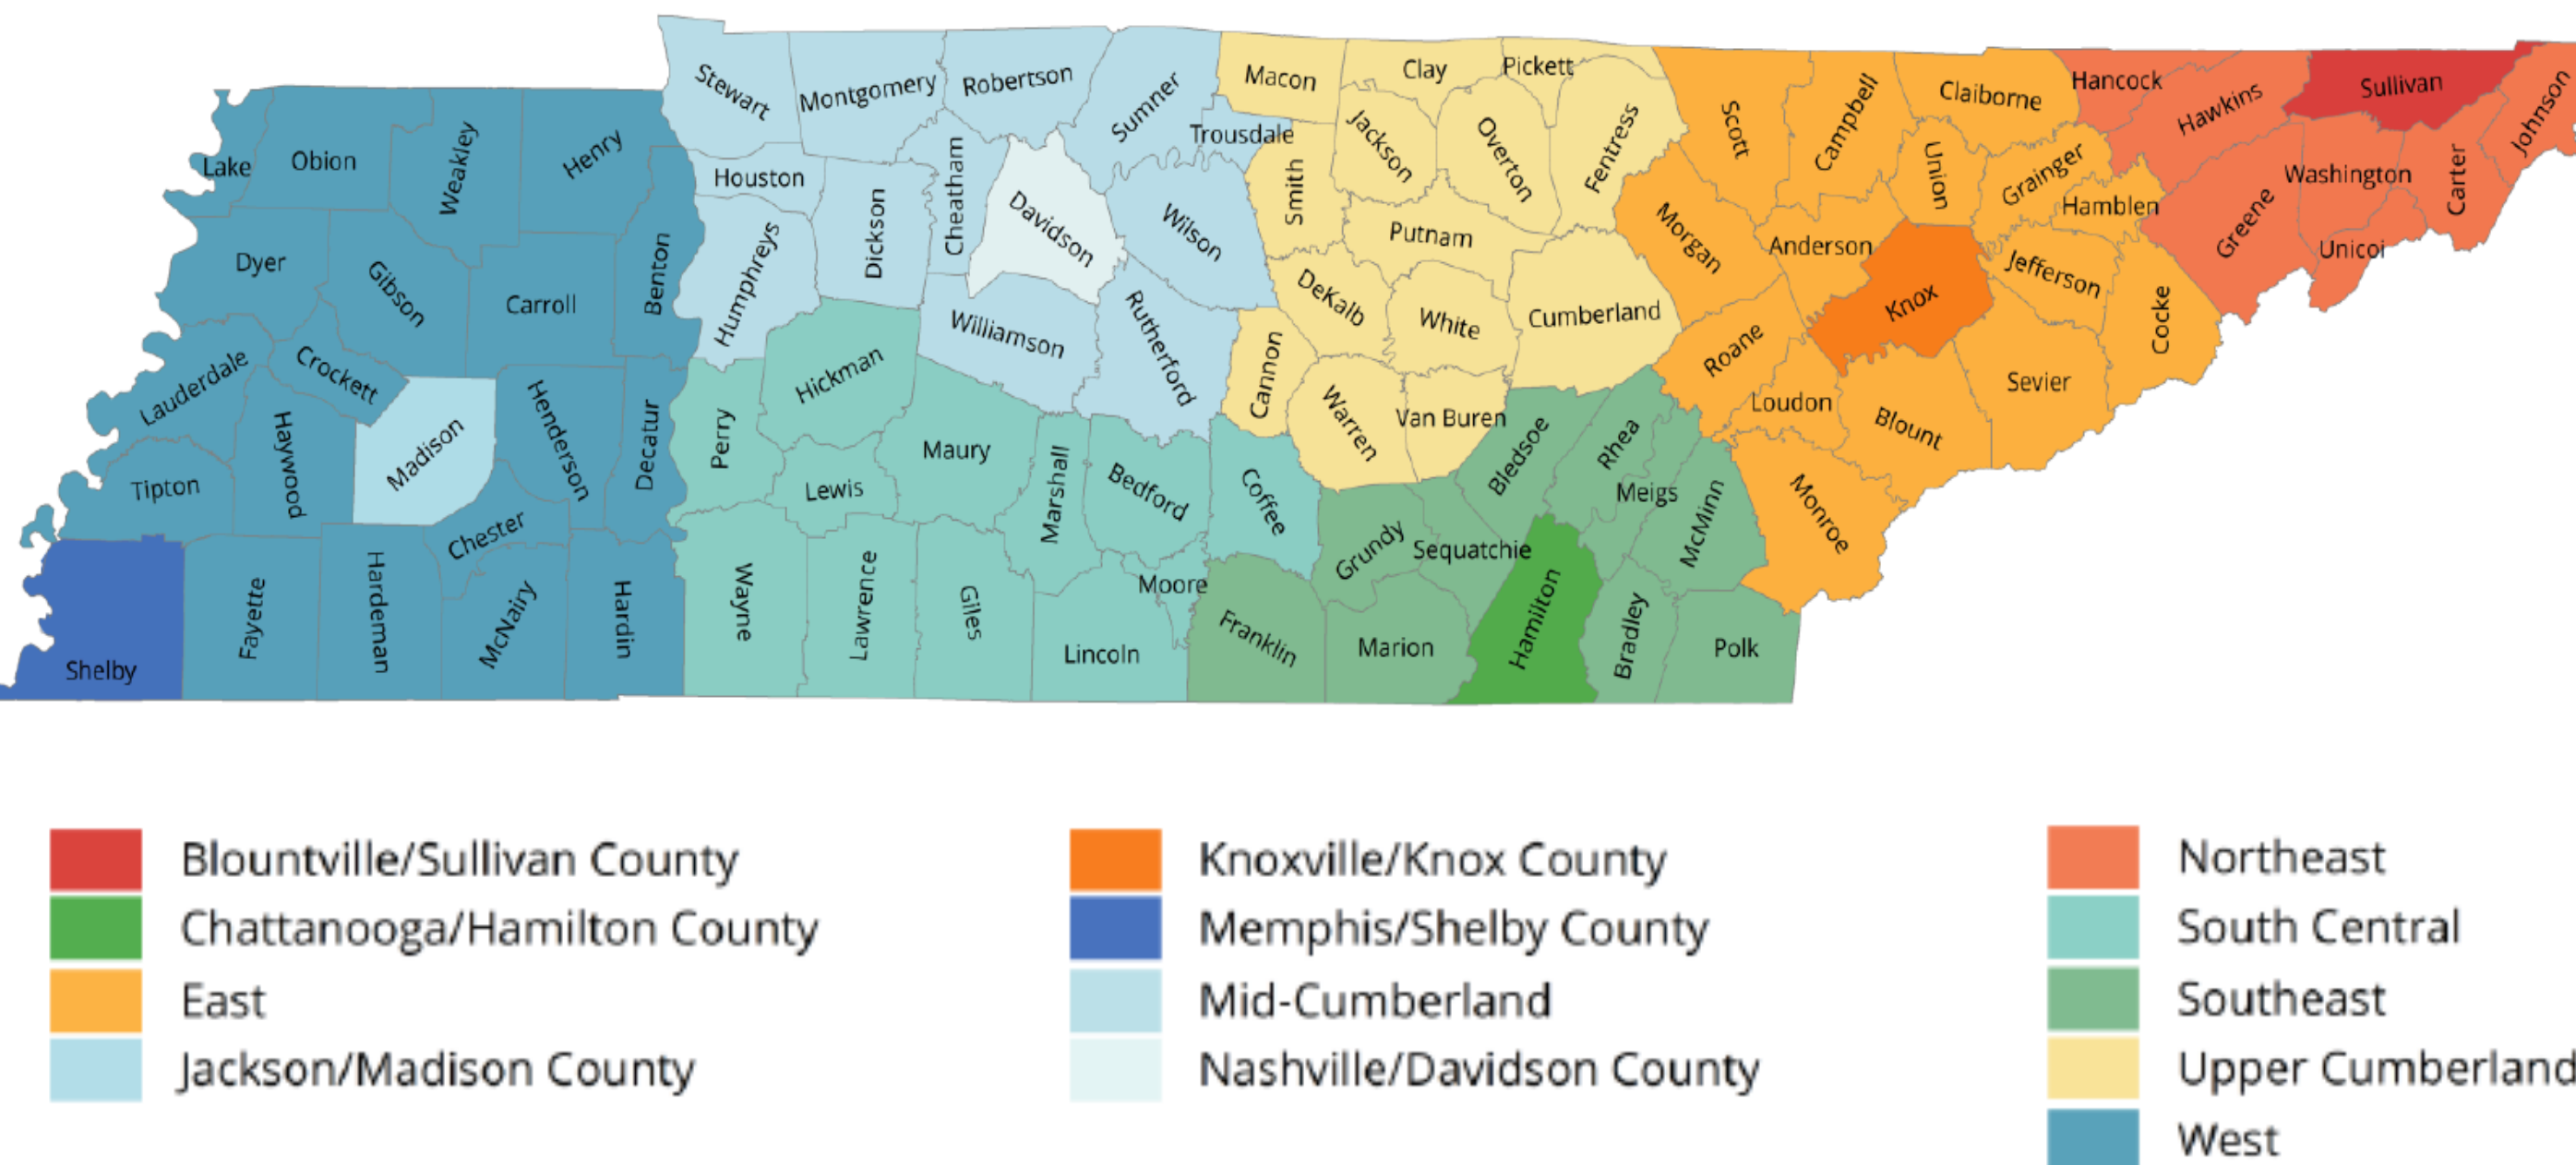 Stewart
Montgomery
Robertson
Sumner
Macon
Clay
Pickett
Scott
Campbell
Claiborne
Hancock
Hawkins
Sullivan
Johnson
Lake
Obion
Weakley
Henry
Houston
Dickson
Cheatham
Davidson
Trousdale
Wilson
Smith
Jackson
Overton
Fentress
Union
Grainger
Hamblen
Greene
Washington
Carter
Unicoi
Dyer
Gibson
Carroll
Benton
Humphreys
Williamson
Rutherford
DeKalb
Putnam
White
Cumberland
Morgan
Anderson
Knox
Jefferson
Cocke
Lauderdale
Crockett
Haywood
Madison
Henderson
Decatur
Perry
Hickman
Maury
Cannon
Warren
Van Buren
Bledsoe
Rhea
Roane
Loudon
Blount
Sevier
Tipton
Chester
Lewis
Marshall
Bedford
Coffee
Grundy
Sequatchie
Meigs
McMinn
Monroe
Shelby
Fayette
Hardeman
McNairy
Hardin
Wayne
Lawrence
Giles
Lincoln
Moore
Franklin
Marion
Hamilton
Bradley
Polk
Blountville/Sullivan County
Chattanooga/Hamilton County
East
Jackson/Madison County
Knoxville/Knox County
Memphis/Shelby County
Mid-Cumberland
Nashville/Davidson County
Northeast
South Central
Southeast
Upper Cumberland
West